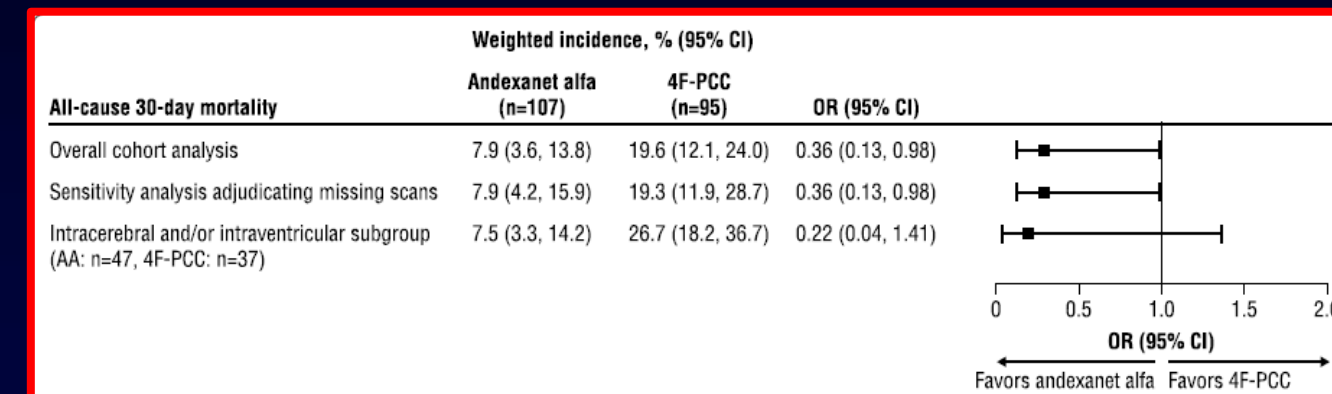 Weighted incidence, % (95% CI)
All-cause 30-day mortality Andexanet alfa (n=107) 4F-PCC (n=95) OR (95% CI)
Overall cohort analysis 7.9 (3.6, 13.8) 19.6 (12.1, 24.0) 0.36 (0.13, 0.98)
Sensitivity analysis adjudicating missing scans 7.9 (4.2, 15.9) 19.3 (11.9, 28.7) 0.36 (0.13, 0.98)
Intracerebral and/or intraventricular subgroup 7.5 (3.3, 14.2) 26.7 (18.2, 36.7) 0.22 (0.04, 1.41)
(AA: n=47, 4F-PCC: n=37)
0 0.5 1.0 1.5 2.0
OR (95% CI)
Favors andexanet alfa Favors 4F-PCC